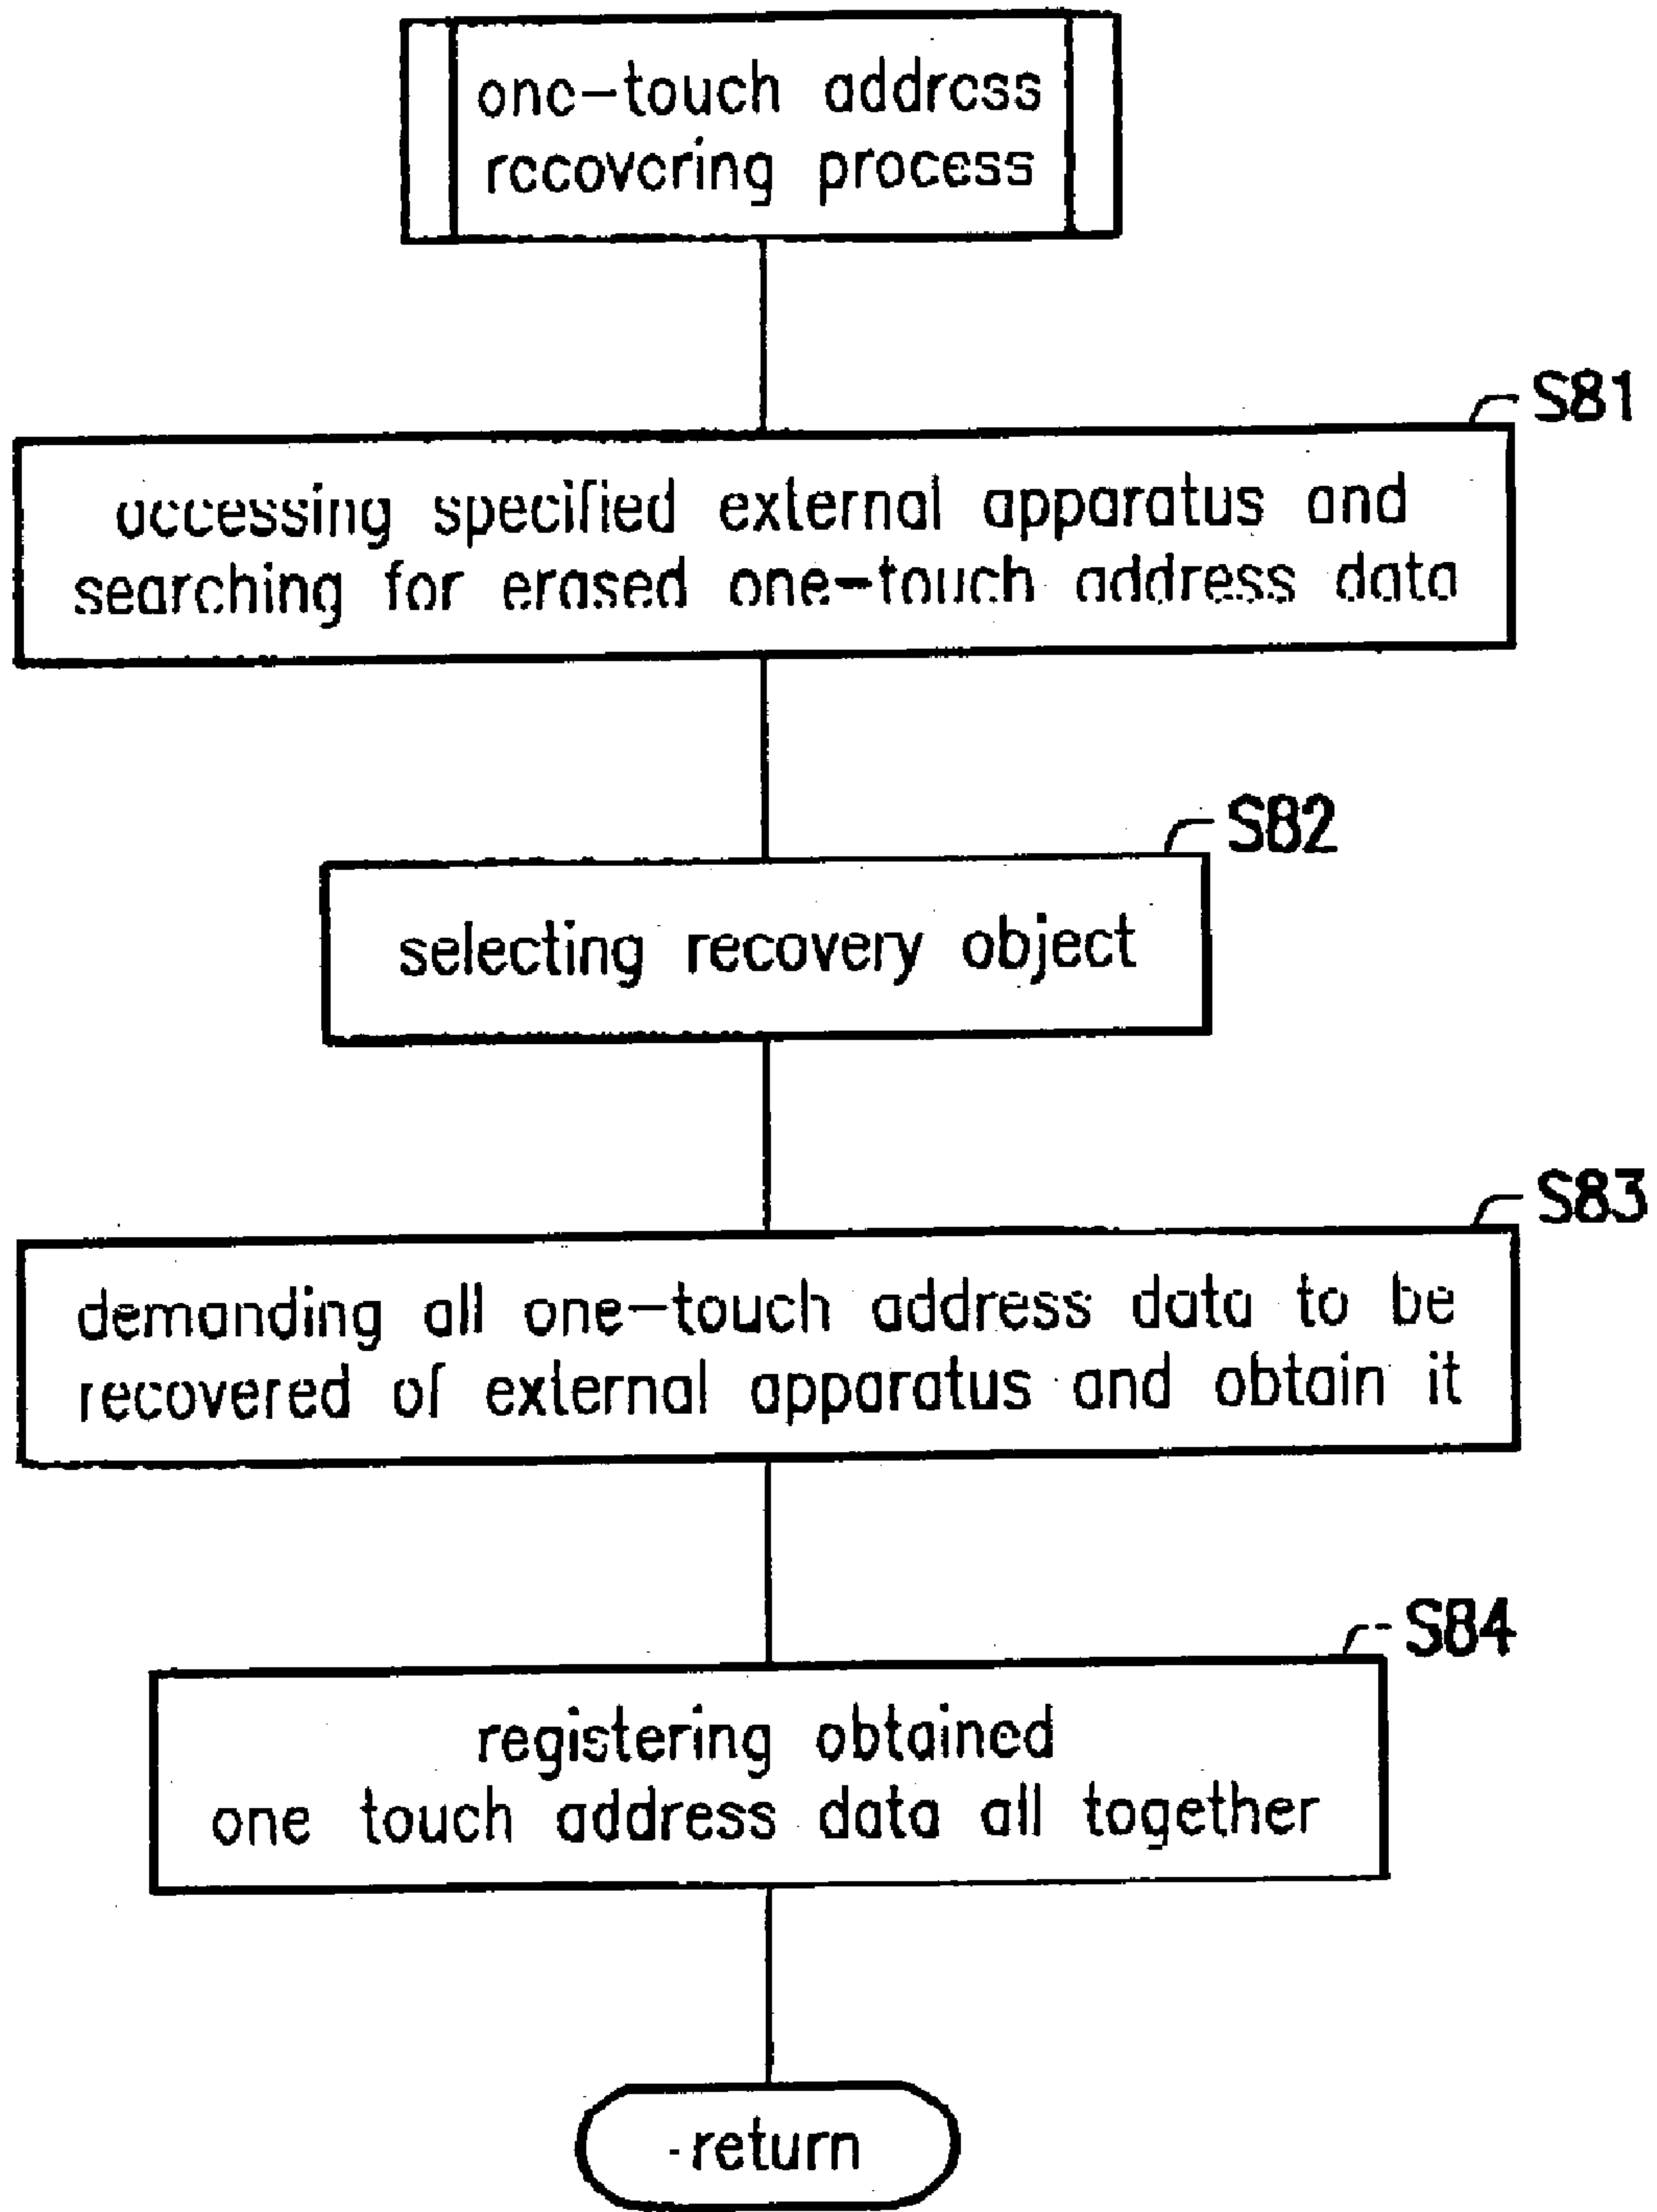 one-touch address
recovering process
S81
accessing specified external apparatus and
searching for erased one-touch address data
S82
selecting recovery object
S83
demanding all one-touch address data to be
recovered of external apparatus and obtain it
S84
registering obtained
one touch address data all together
return